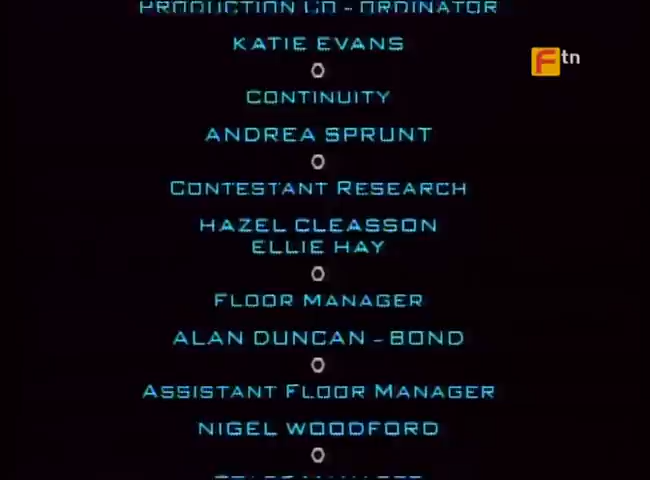 PRODUCTION CO - ORDINATOR
KATIE EVANS
Ftn
CONTINUITY
ANDREA SPRUNT
CONTESTANT RESEARCH
HAZEL CLEASSON
ELLIE HAY
FLOOR MANAGER
ALAN DUNCAN - BOND
ASSISTANT FLOOR MANAGER
NIGEL WOODFORD